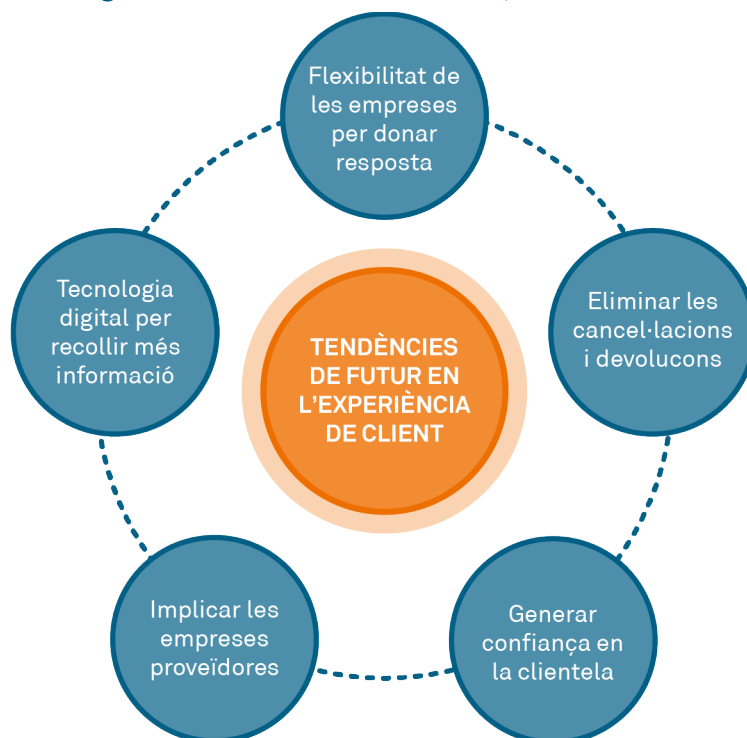 Flexibilitat de
les empreses
per donar
resposta
Eliminar les
cancel·lacions
i devolucons
Generar
confiança en
la clientela
Implicar les
empreses
proveïdores
Tecnologia
digital per
recollir més
informació
TENDÈNCIES
DE FUTUR EN
L’EXPERIÈNCIA
DE CLIENT